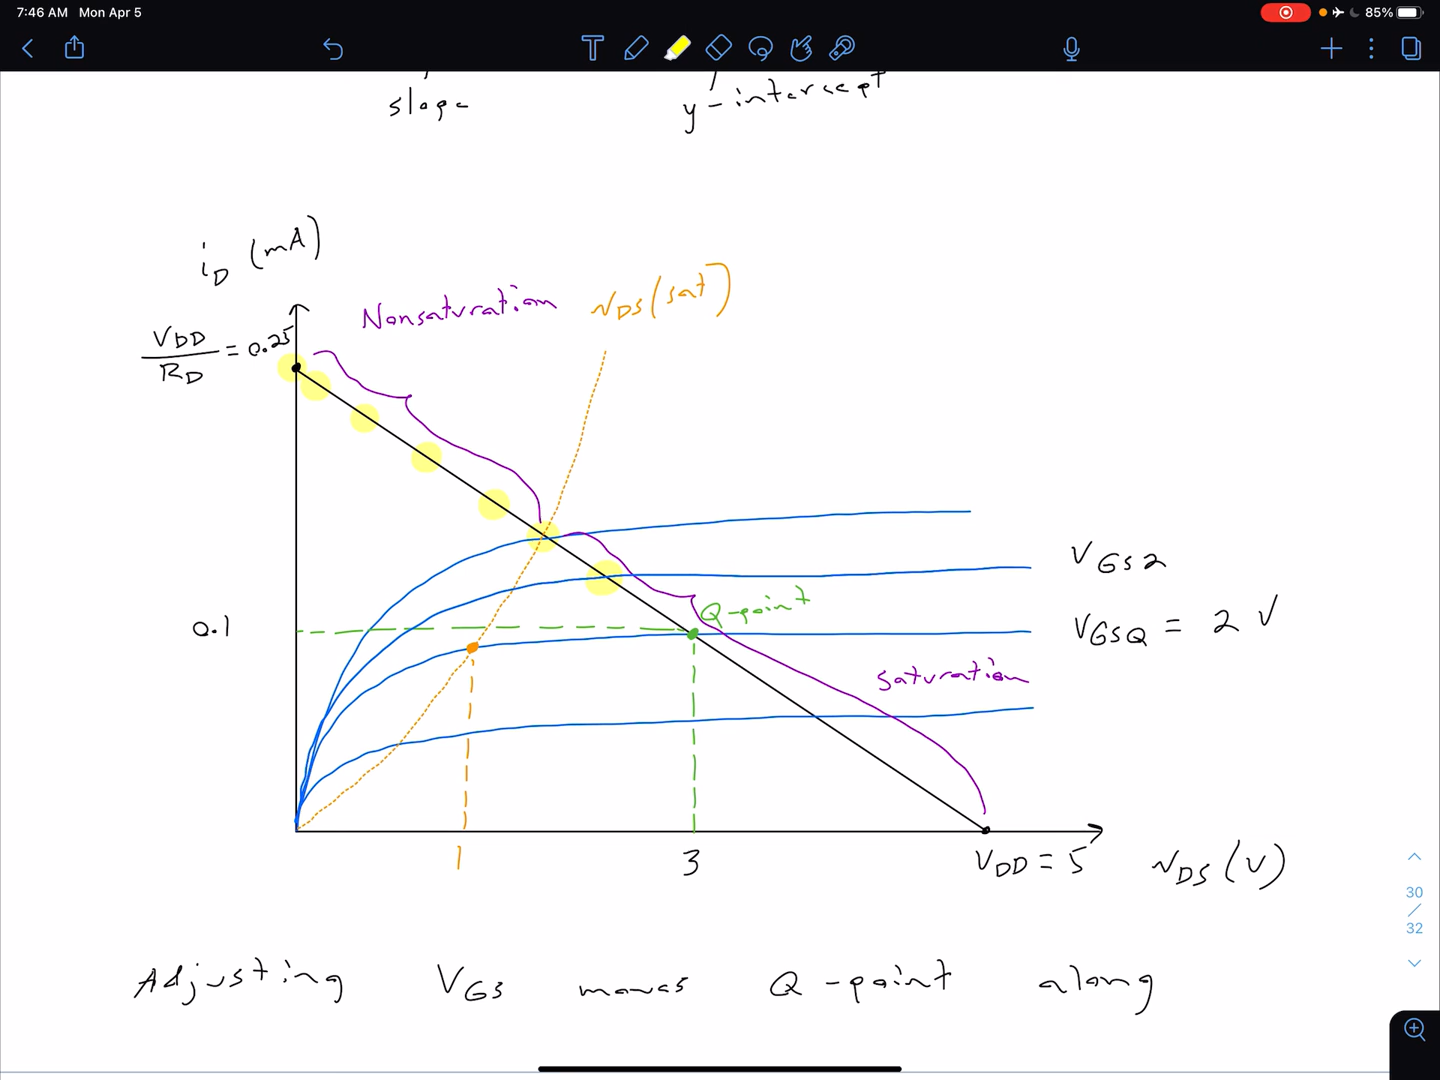 7:46 AM Mon Apr 5
85%
T
slope
y-intercept
iD (mA)
Nonsaturation
vDS(sat)
VDD
RD
= 0.25
VGS2
Q-point
0.1
VGSQ = 2 V
saturation
1
3
VDD = 5
vDS (V)
30
/
32
Adjusting VGS moves Q-point along